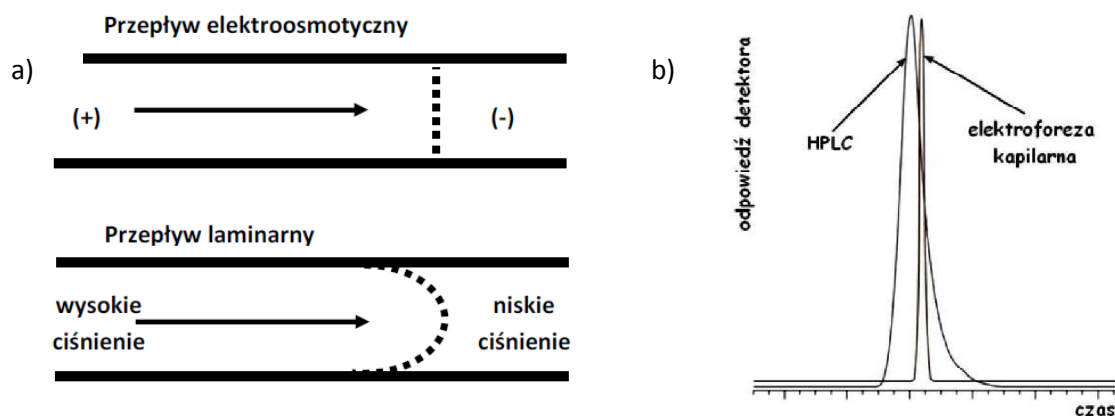 a)
Przepływ elektroosmotyczny
(+)
(-)
Przepływ laminarny
wysokie
ciśnienie
niskie
ciśnienie
b)
odpowiedź detektora
HPLC
elektroforeza
kapilarna
czas